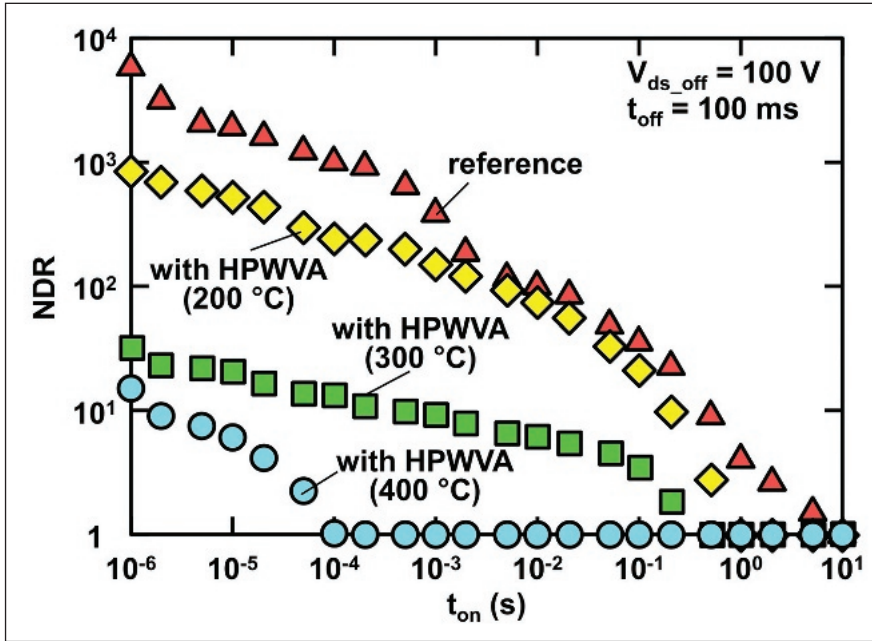 10⁴
V_ds_off = 100 V
t_off = 100 ms
10³
reference
with HPWVA
(200 °C)
NDR
10²
with HPWVA
(300 °C)
10¹
with HPWVA
(400 °C)
1
10⁻⁶ 10⁻⁵ 10⁻⁴ 10⁻³ 10⁻² 10⁻¹ 10⁰ 10¹
t_on (s)